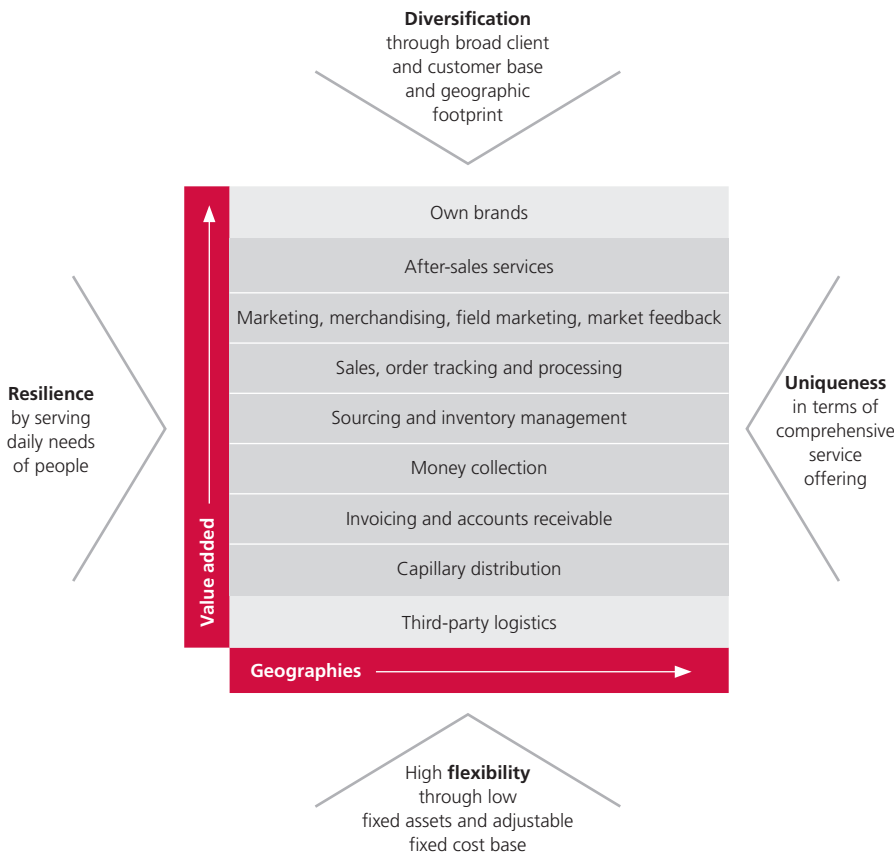 Diversification
through broad client
and customer base
and geographic
footprint
Own brands
After-sales services
Marketing, merchandising, field marketing, market feedback
Sales, order tracking and processing
Sourcing and inventory management
Money collection
Invoicing and accounts receivable
Capillary distribution
Third-party logistics
Value added
Geographies
Resilience
by serving
daily needs
of people
Uniqueness
in terms of
comprehensive
service
offering
High flexibility
through low
fixed assets and adjustable
fixed cost base